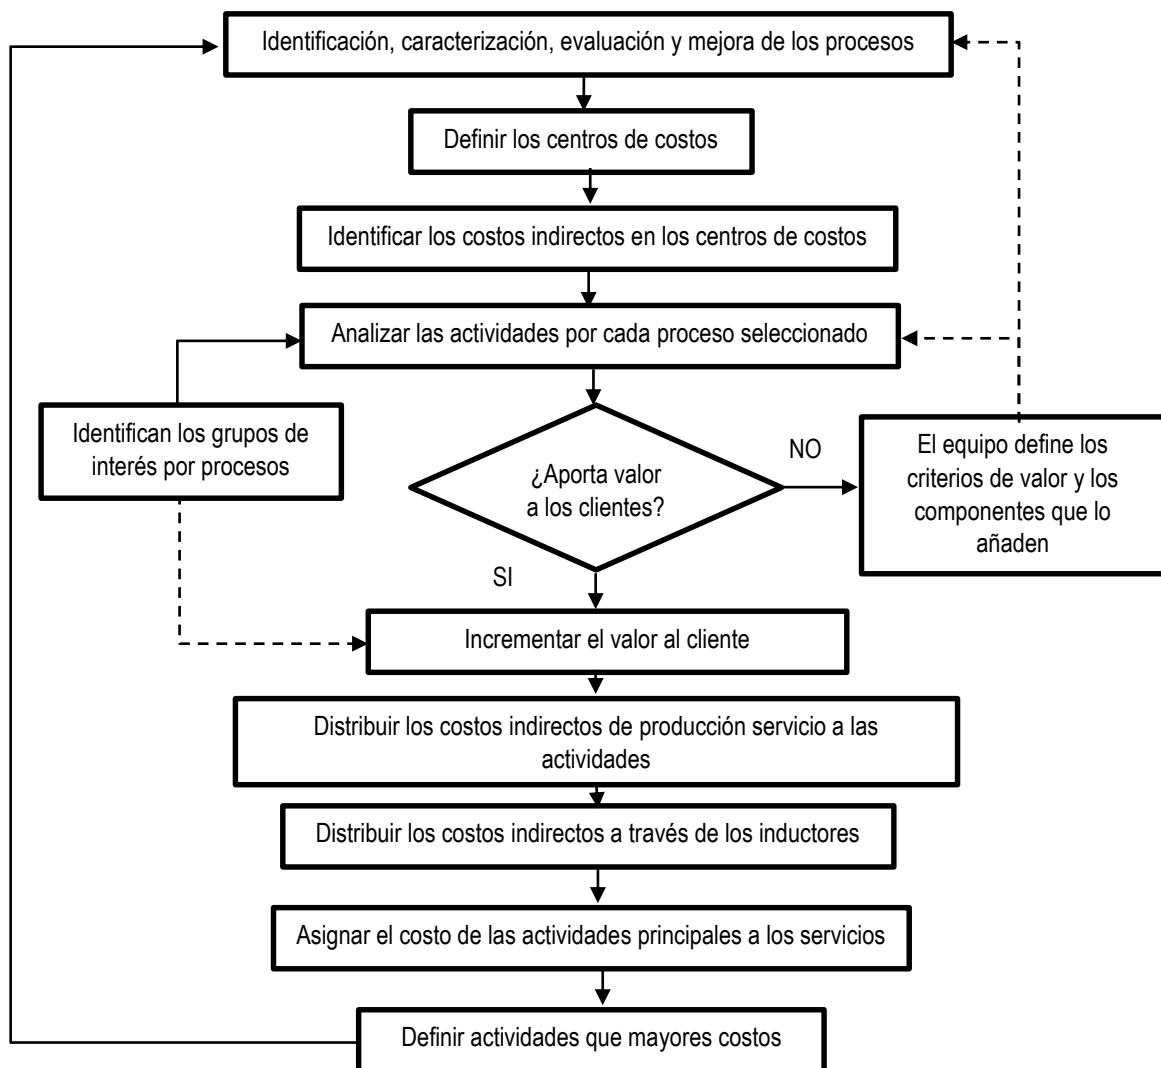 Identificación, caracterización, evaluación y mejora de los procesos
Definir los centros de costos
Identificar los costos indirectos en los centros de costos
Analizar las actividades por cada proceso seleccionado
Identifican los grupos de
interés por procesos
¿Aporta valor
a los clientes?
NO
El equipo define los
criterios de valor y los
componentes que lo
añaden
SI
Incrementar el valor al cliente
Distribuir los costos indirectos de producción servicio a las
actividades
Distribuir los costos indirectos a través de los inductores
Asignar el costo de las actividades principales a los servicios
Definir actividades que mayores costos